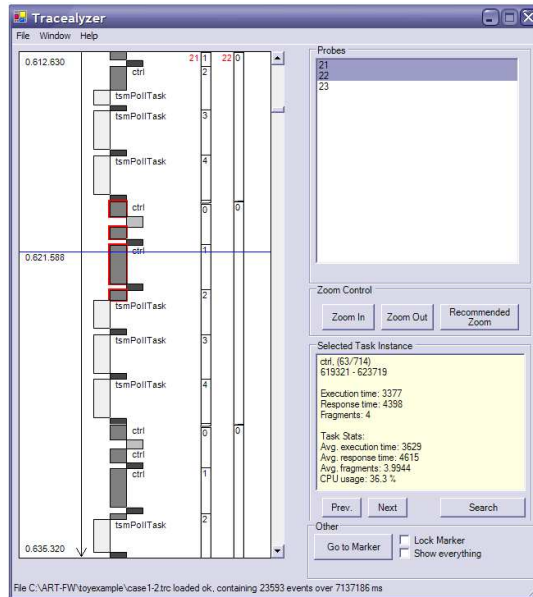 Tracealyzer
File Window Help
0.612.630
21 1 22 0
ctrl 2
tsmPollTask
tsmPollTask 3
tsmPollTask 4
ctrl 0 0
0.621.588
ctrl 1
2
tsmPollTask
tsmPollTask 3
tsmPollTask 4
ctrl 0 0
ctrl
ctrl 1
2
tsmPollTask
0.635.320
Probes
21
22
23
Zoom Control
Zoom In Zoom Out Recommended
Zoom
Selected Task Instance
ctrl, (63/714)
619321 - 623719
Execution time: 3377
Response time: 4398
Fragments: 4
Task Stats:
Avg. execution time: 3629
Avg. response time: 4615
Avg. fragments: 3.9944
CPU usage: 36.3 %
Prev. Next Search
Other
Go to Marker Lock Marker
Show everything
File C:\ART-FW\toyexample\case1-2.trc loaded ok, containing 23593 events over 7137186 ms